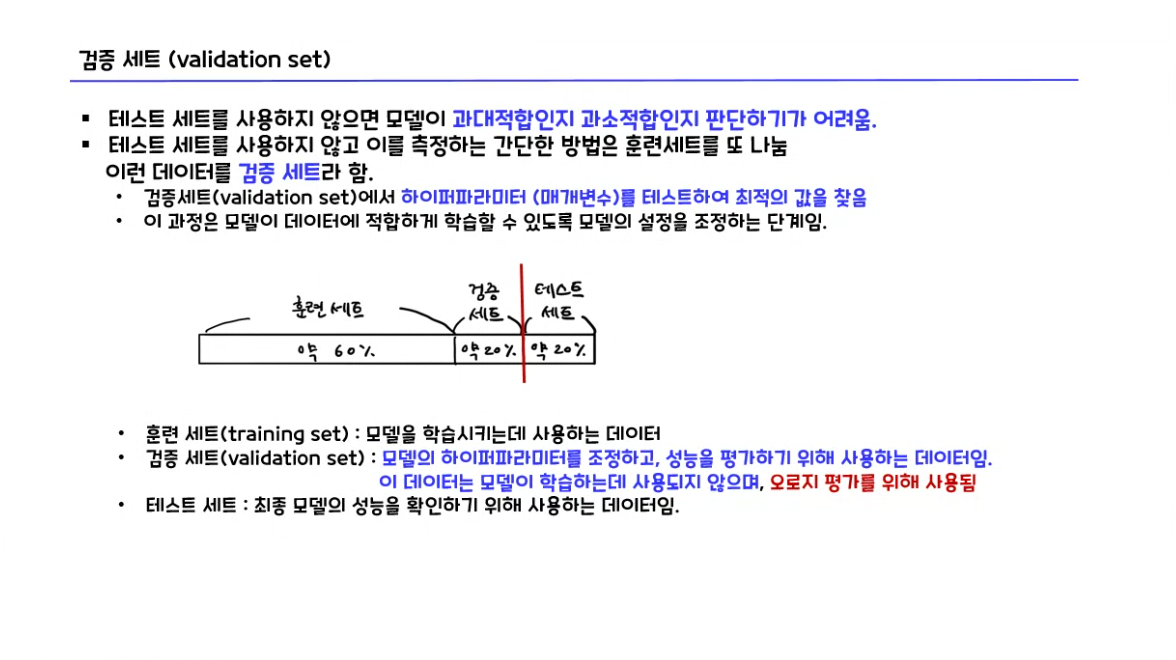 검증 세트 (validation set)
▪ 테스트 세트를 사용하지 않으면 모델이 과대적합인지 과소적합인지 판단하기가 어려움.
▪ 테스트 세트를 사용하지 않고 이를 측정하는 간단한 방법은 훈련세트를 또 나눔
이런 데이터를 검증 세트라 함.
• 검증세트(validation set)에서 하이퍼파라미터 (매개변수)를 테스트하여 최적의 값을 찾음
• 이 과정은 모델이 데이터에 적합하게 학습할 수 있도록 모델의 설정을 조정하는 단계임.
훈련 세트
검증
세트
테스트
세트
약 60%
약 20%
약 20%
• 훈련 세트(training set) : 모델을 학습시키는데 사용하는 데이터
• 검증 세트(validation set) : 모델의 하이퍼파라미터를 조정하고, 성능을 평가하기 위해 사용하는 데이터임.
이 데이터는 모델이 학습하는데 사용되지 않으며, 오로지 평가를 위해 사용됨
• 테스트 세트 : 최종 모델의 성능을 확인하기 위해 사용하는 데이터임.